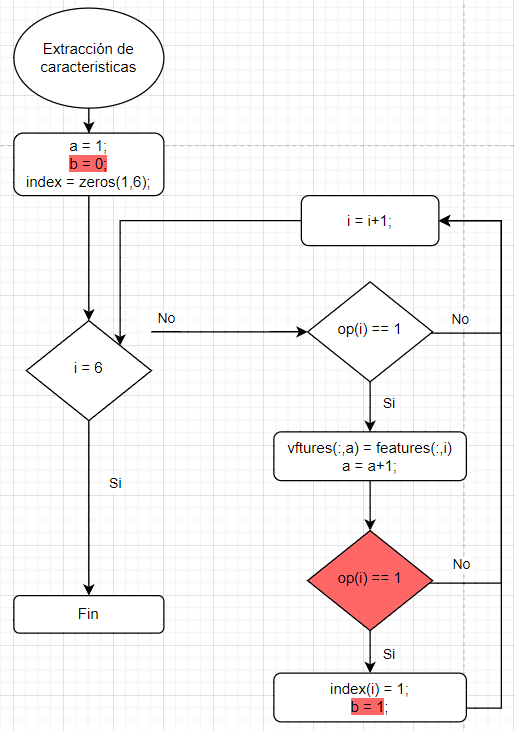 Extracción de
caracteristicas
a = 1;
b = 0;
index = zeros(1,6);
i = i+1;
No
op(i) == 1
No
i = 6
Si
vftures(:,a) = features(:,i)
a = a+1;
Si
op(i) == 1
No
Si
Fin
index(i) = 1;
b = 1;